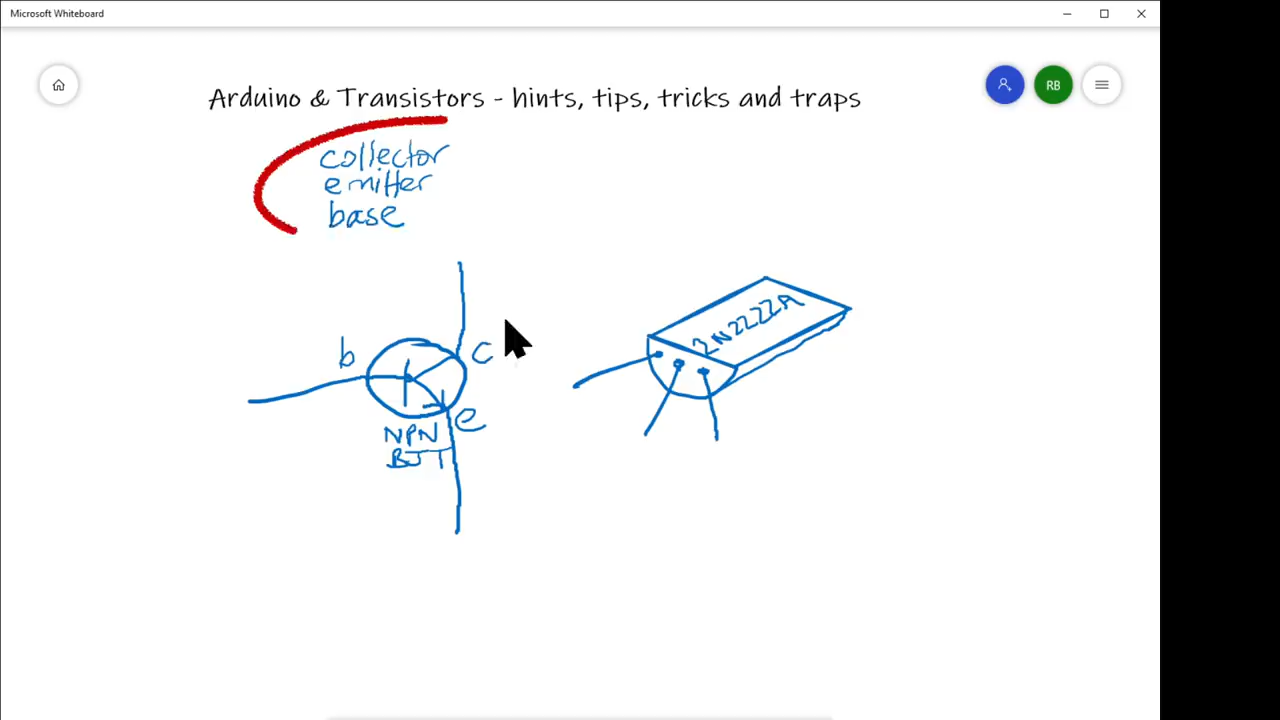 Microsoft Whiteboard
RB
Arduino & Transistors - hints, tips, tricks and traps
collector
emitter
base
b
c
e
NPN
BJT
2N2222A